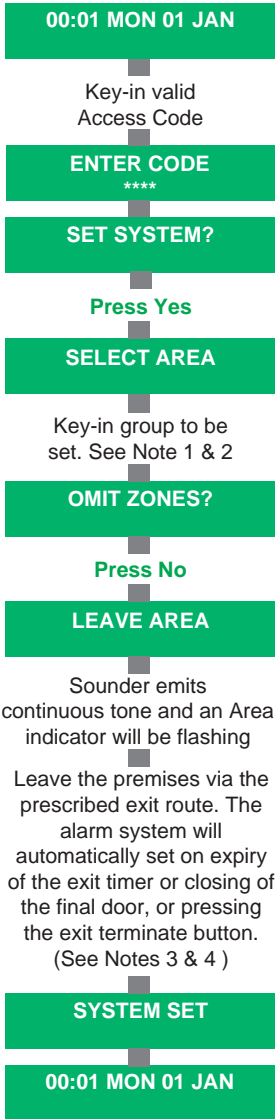 00:01 MON 01 JAN
Key-in valid
Access Code
ENTER CODE
****
SET SYSTEM?
Press Yes
SELECT AREA
Key-in group to be
set. See Note 1 & 2
OMIT ZONES?
Press No
LEAVE AREA
Sounder emits
continuous tone and an Area
indicator will be flashing
Leave the premises via the
prescribed exit route. The
alarm system will
automatically set on expiry
of the exit timer or closing of
the final door, or pressing
the exit terminate button.
(See Notes 3 & 4 )
SYSTEM SET
00:01 MON 01 JAN